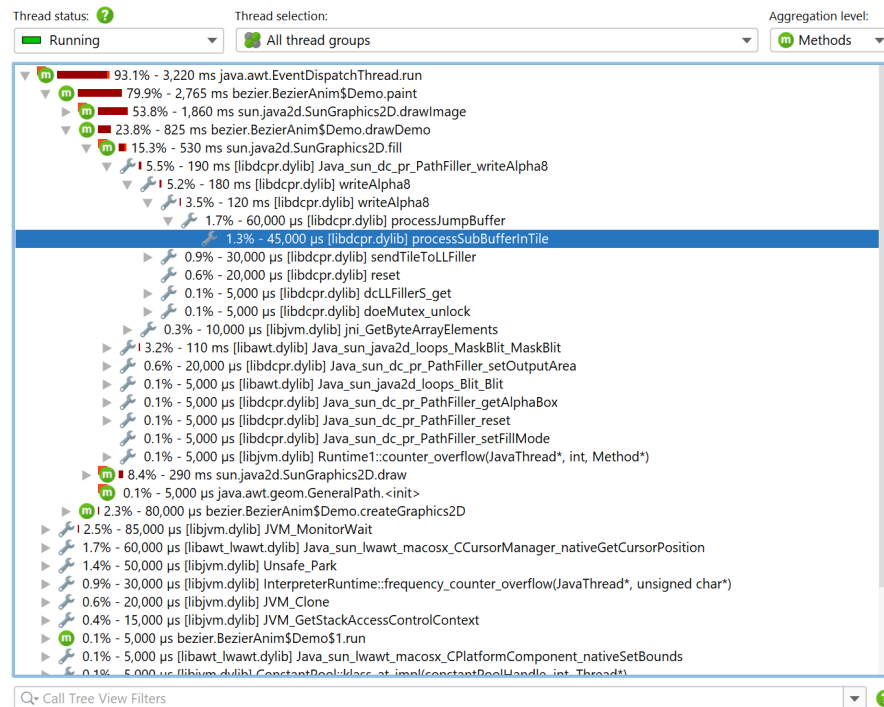 Thread status:
Thread selection:
Aggregation level:
Running
All thread groups
Methods
93.1% - 3,220 ms java.awt.EventDispatchThread.run
79.9% - 2,765 ms bezier.BezierAnim$Demo.paint
53.8% - 1,860 ms sun.java2d.SunGraphics2D.drawImage
23.8% - 825 ms bezier.BezierAnim$Demo.drawDemo
15.3% - 530 ms sun.java2d.SunGraphics2D.fill
5.5% - 190 ms [libdcpr.dylib] Java_sun_dc_pr_PathFiller_writeAlpha8
5.2% - 180 ms [libdcpr.dylib] writeAlpha8
3.5% - 120 ms [libdcpr.dylib] writeAlpha8
1.7% - 60,000 µs [libdcpr.dylib] processJumpBuffer
1.3% - 45,000 µs [libdcpr.dylib] processSubBufferInTile
0.9% - 30,000 µs [libdcpr.dylib] sendTileToLLFiller
0.6% - 20,000 µs [libdcpr.dylib] reset
0.1% - 5,000 µs [libdcpr.dylib] dcLLFillerS_get
0.1% - 5,000 µs [libdcpr.dylib] doeMutex_unlock
0.3% - 10,000 µs [libjvm.dylib] jni_GetByteArrayElements
3.2% - 110 ms [libawt.dylib] Java_sun_java2d_loops_MaskBlit_MaskBlit
0.6% - 20,000 µs [libdcpr.dylib] Java_sun_dc_pr_PathFiller_setOutputArea
0.1% - 5,000 µs [libawt.dylib] Java_sun_java2d_loops_Blit_Blit
0.1% - 5,000 µs [libdcpr.dylib] Java_sun_dc_pr_PathFiller_getAlphaBox
0.1% - 5,000 µs [libdcpr.dylib] Java_sun_dc_pr_PathFiller_reset
0.1% - 5,000 µs [libdcpr.dylib] Java_sun_dc_pr_PathFiller_setFillMode
0.1% - 5,000 µs [libjvm.dylib] Runtime1::counter_overflow(JavaThread*, int, Method*)
8.4% - 290 ms sun.java2d.SunGraphics2D.draw
0.1% - 5,000 µs java.awt.geom.GeneralPath.<init>
2.3% - 80,000 µs bezier.BezierAnim$Demo.createGraphics2D
2.5% - 85,000 µs [libjvm.dylib] JVM_MonitorWait
1.7% - 60,000 µs [libawt_lwawt.dylib] Java_sun_lwawt_macosx_CCursorManager_nativeGetCursorPosition
1.4% - 50,000 µs [libjvm.dylib] Unsafe_Park
0.9% - 30,000 µs [libjvm.dylib] InterpreterRuntime::frequency_counter_overflow(JavaThread*, unsigned char*)
0.6% - 20,000 µs [libjvm.dylib] JVM_Clone
0.4% - 15,000 µs [libjvm.dylib] JVM_GetStackAccessControlContext
0.1% - 5,000 µs bezier.BezierAnim$Demo$1.run
0.1% - 5,000 µs [libawt_lwawt.dylib] Java_sun_lwawt_macosx_CPlatformComponent_nativeSetBounds
0.1% - 5,000 µs [libjvm.dylib] ConstantPool::klass_at_impl(constantPoolHandle, int, Thread*)
Call Tree View Filters